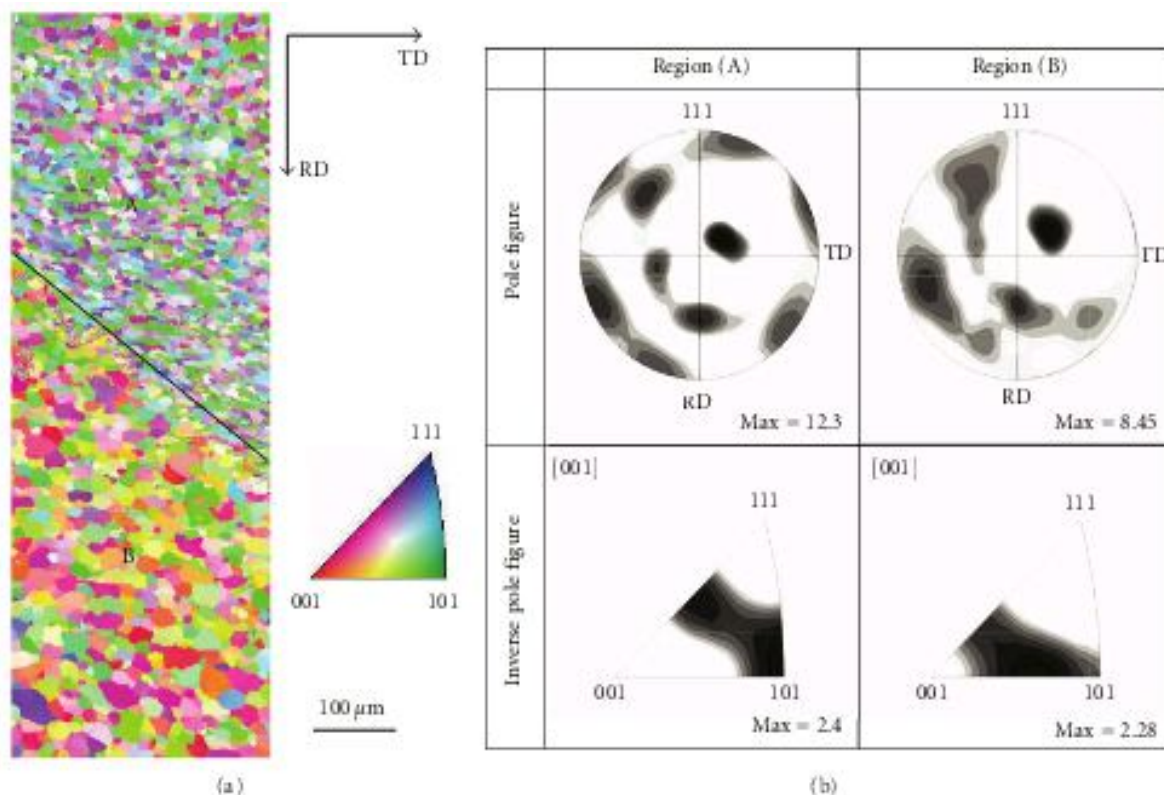 TD
RD
A
B
111
001
101
100 μm
(a)
Region (A)
Region (B)
Pole figure
111
TD
RD
Max = 12.3
111
TD
RD
Max = 8.45
Inverse pole figure
[001]
111
001
101
Max = 2.4
[001]
111
001
101
Max = 2.28
(b)